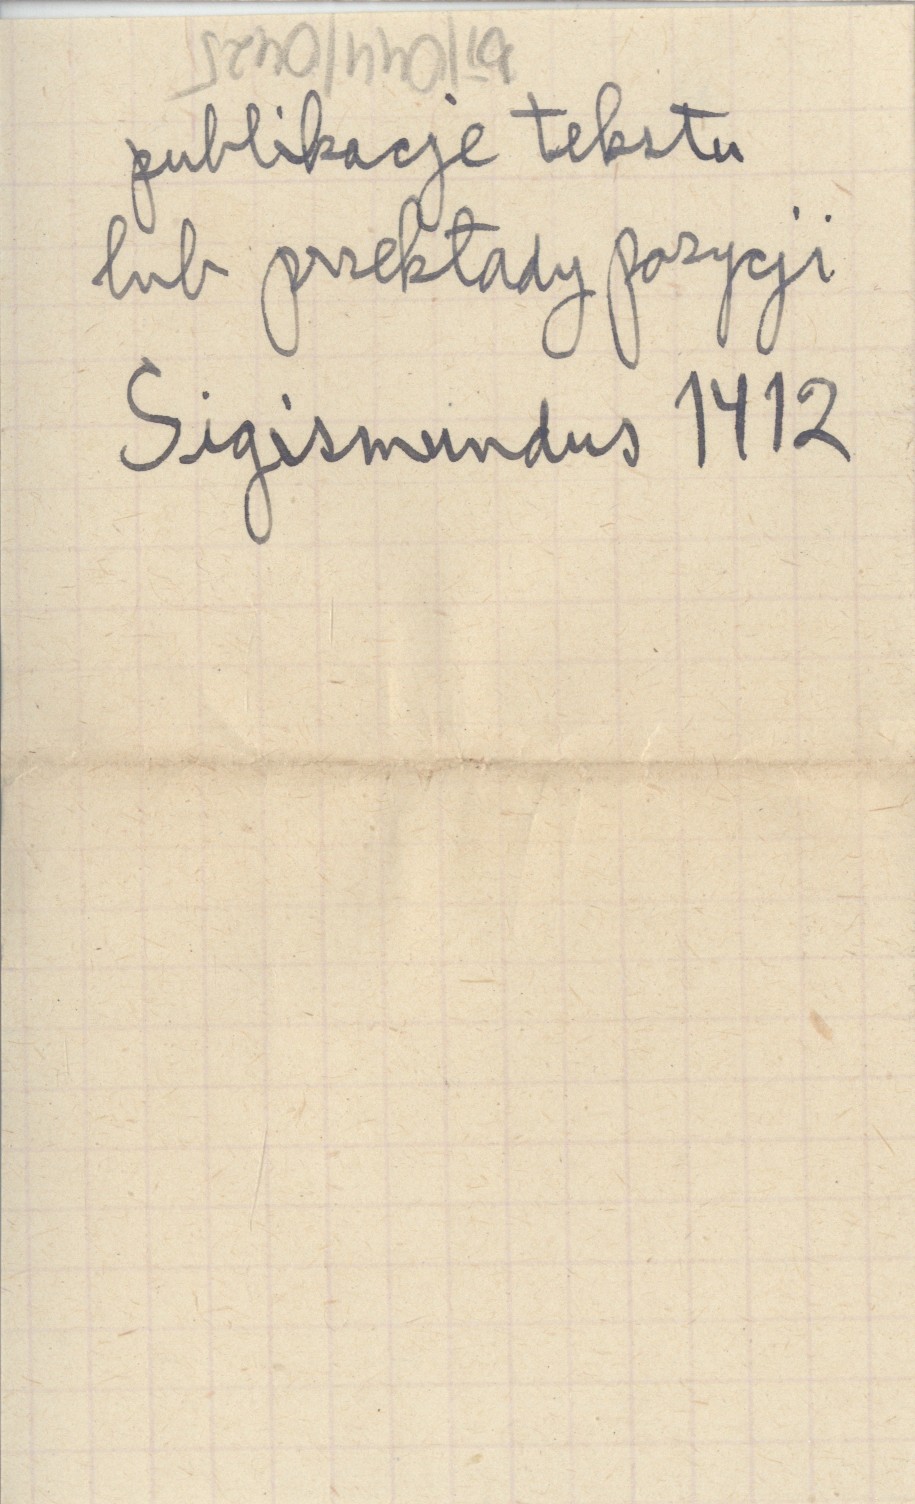 publikacje tekstu
lub przekłady pozycji
Sigismundus 1412